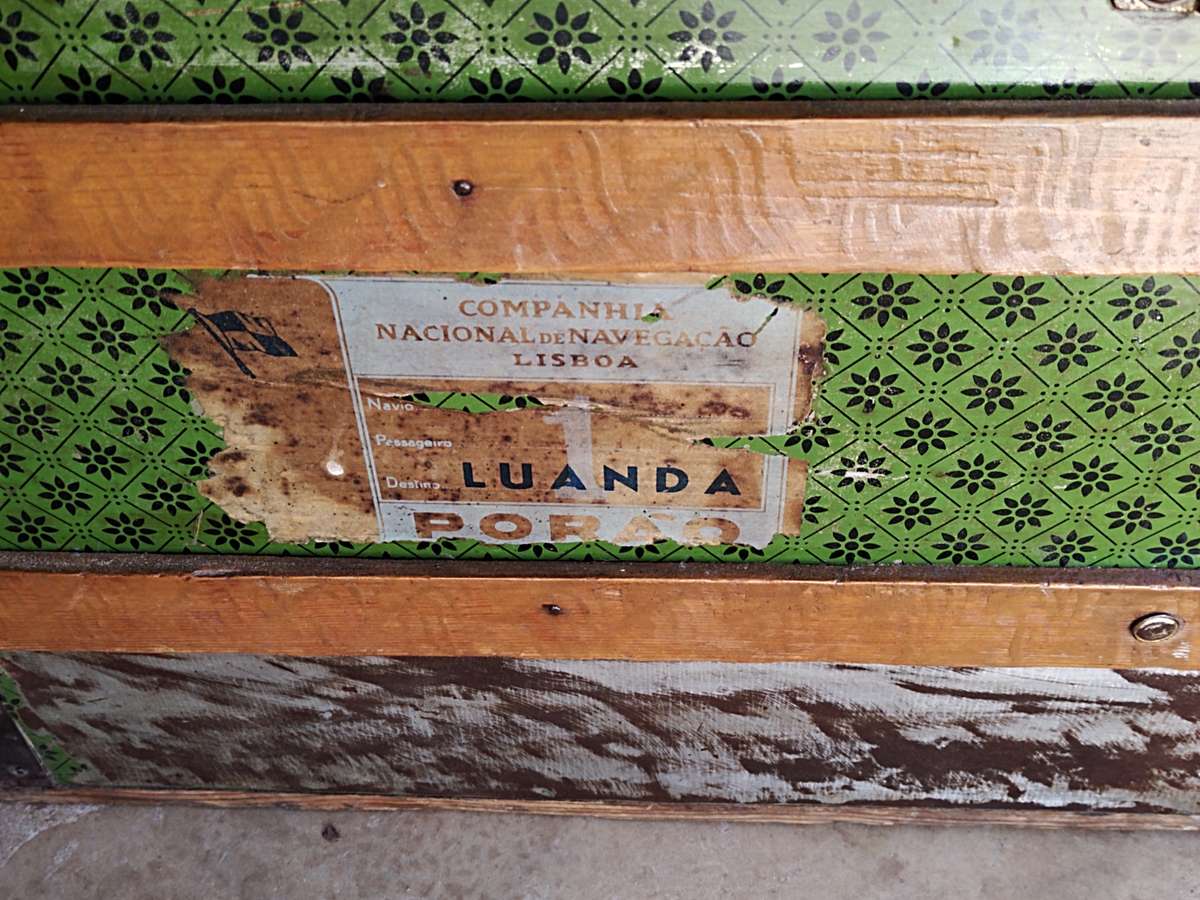 COMPANHIA
NACIONAL DE NAVEGAÇÃO
LISBOA
Navio
Passageiro
1
Destino LUANDA
PORÃO